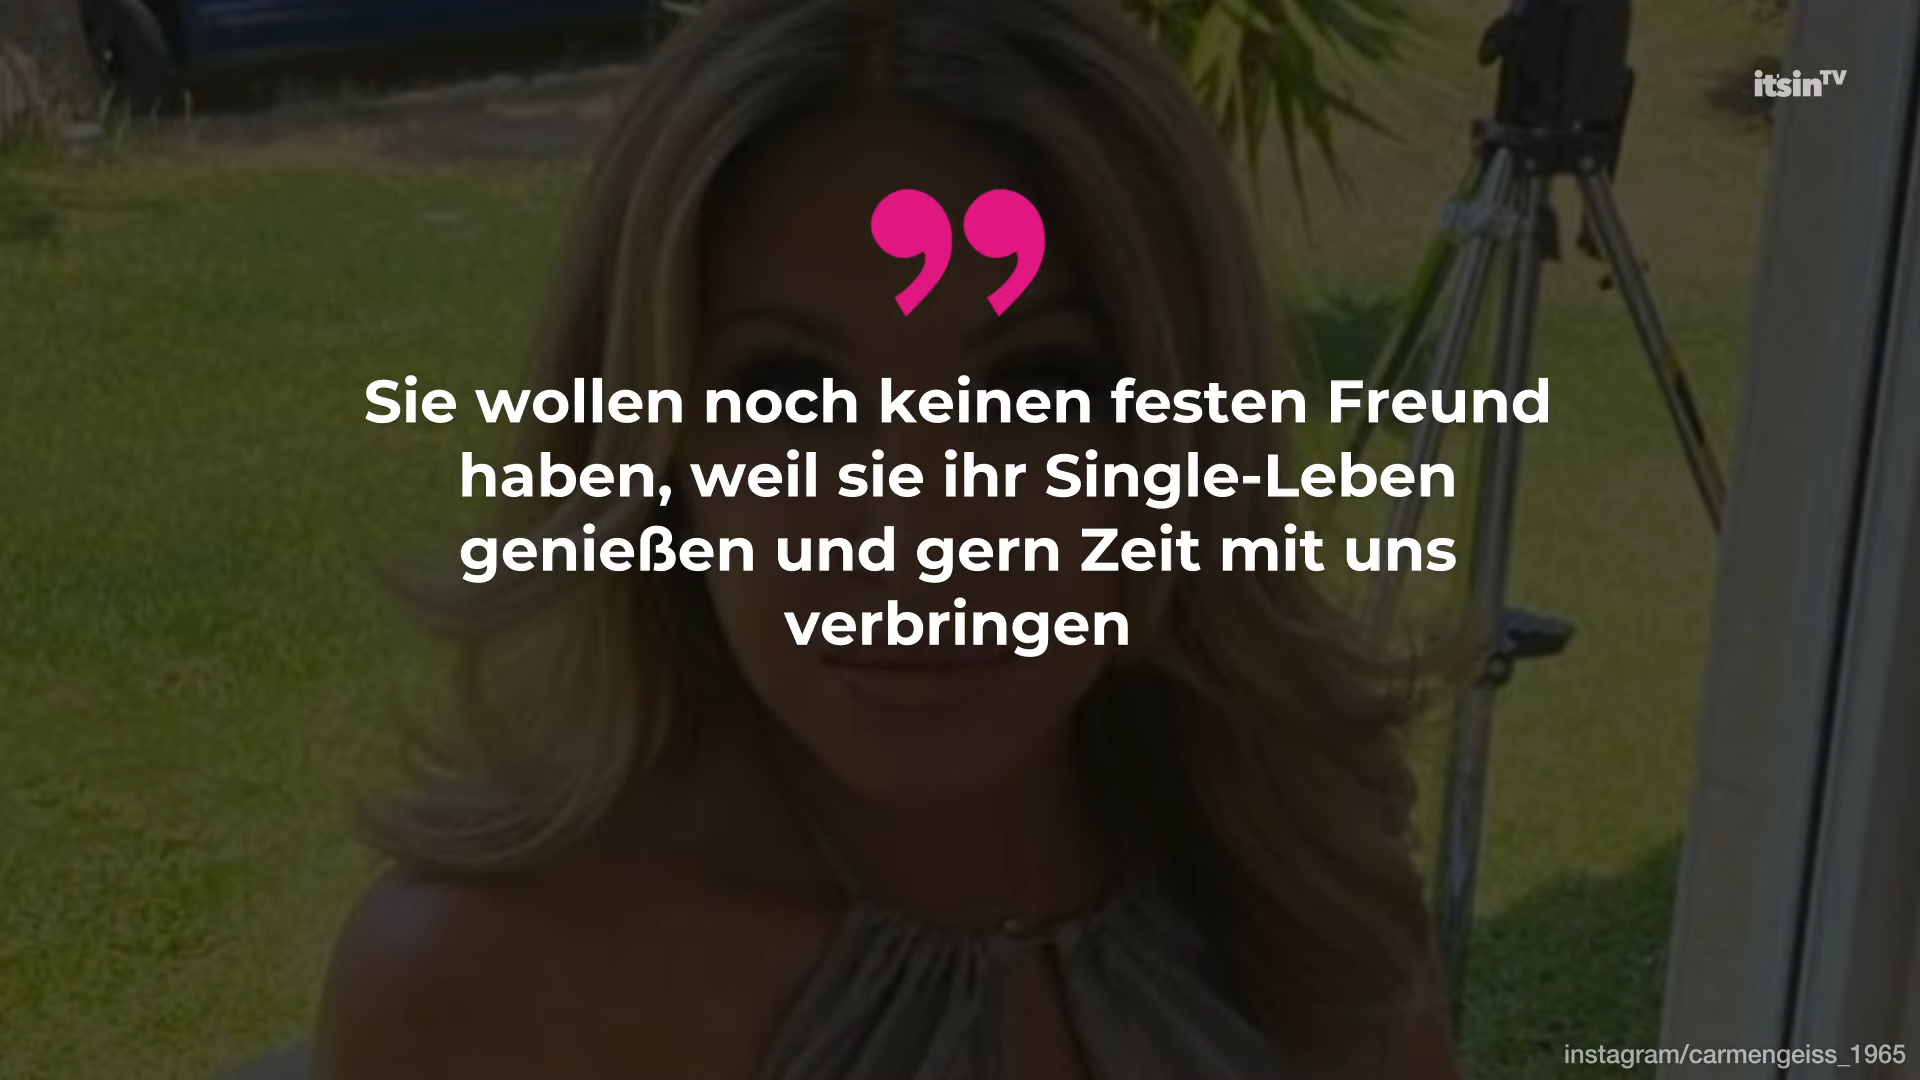 itsinTV
Sie wollen noch keinen festen Freund
haben, weil sie ihr Single-Leben
genießen und gern Zeit mit uns
verbringen
instagram/carmengeiss_1965